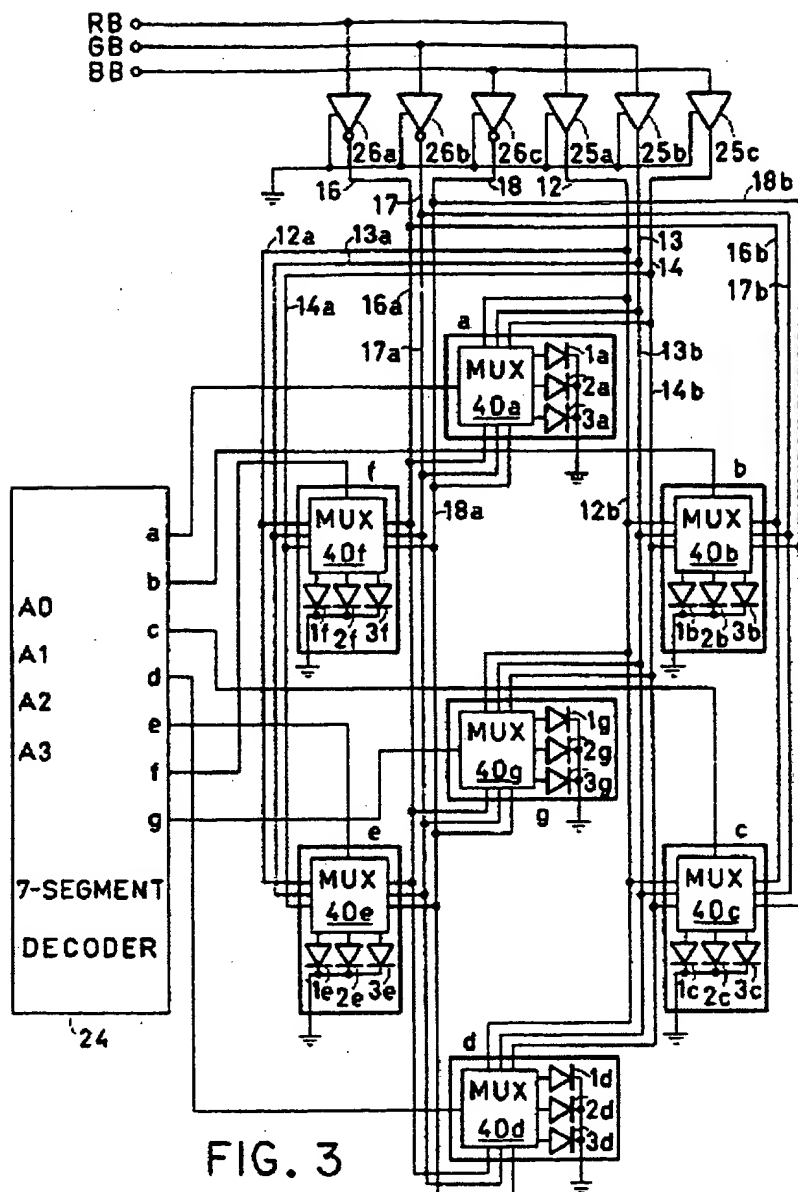 RB
GB
BB
26a 26b 26c 25a 25b 25c
16 17 18 12 18b
12a 13a 13 16b
14 17b
14a 16a a
17a 13b
14b
MUX
40a
1a
2a
3a
f b
18a 12b
MUX
40f
1f 2f 3f
MUX
40b
1b 2b 3b
a
b
c
d
e
f
g
A0
A1
A2
A3
7-SEGMENT
DECODER
24
MUX
40g
1g
2g
3g
g
e c
MUX
40e
1e 2e 3e
MUX
40c
1c 2c 3c
d
MUX
40d
1d
2d
3d
FIG. 3